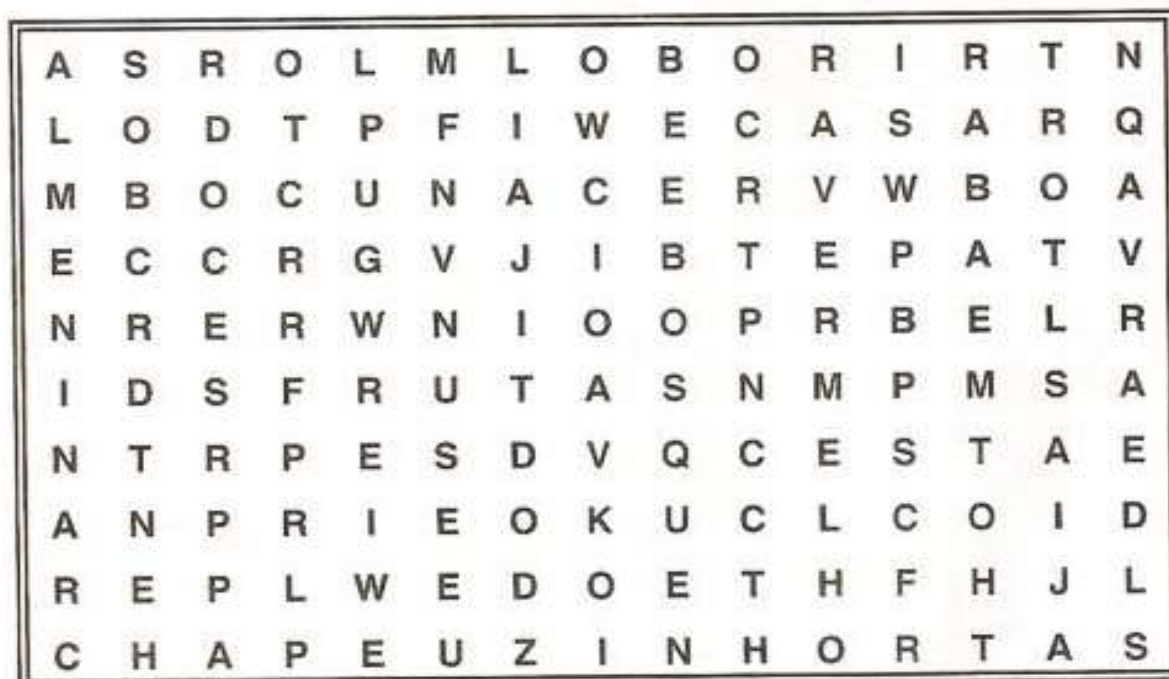 A S R O L M L O B O R I R T N
L O D T P F I W E C A S A R Q
M B O C U N A C E R V W B O A
E C C R G V J I B T E P A T V
N R E R W N I O O P R B E L R
I D S F R U T A S N M P M S A
N T R P E S D V Q C E S T A E
A N P R I E O K U C L C O I D
R E P L W E D O E T H F H J L
C H A P E U Z I N H O R T A S